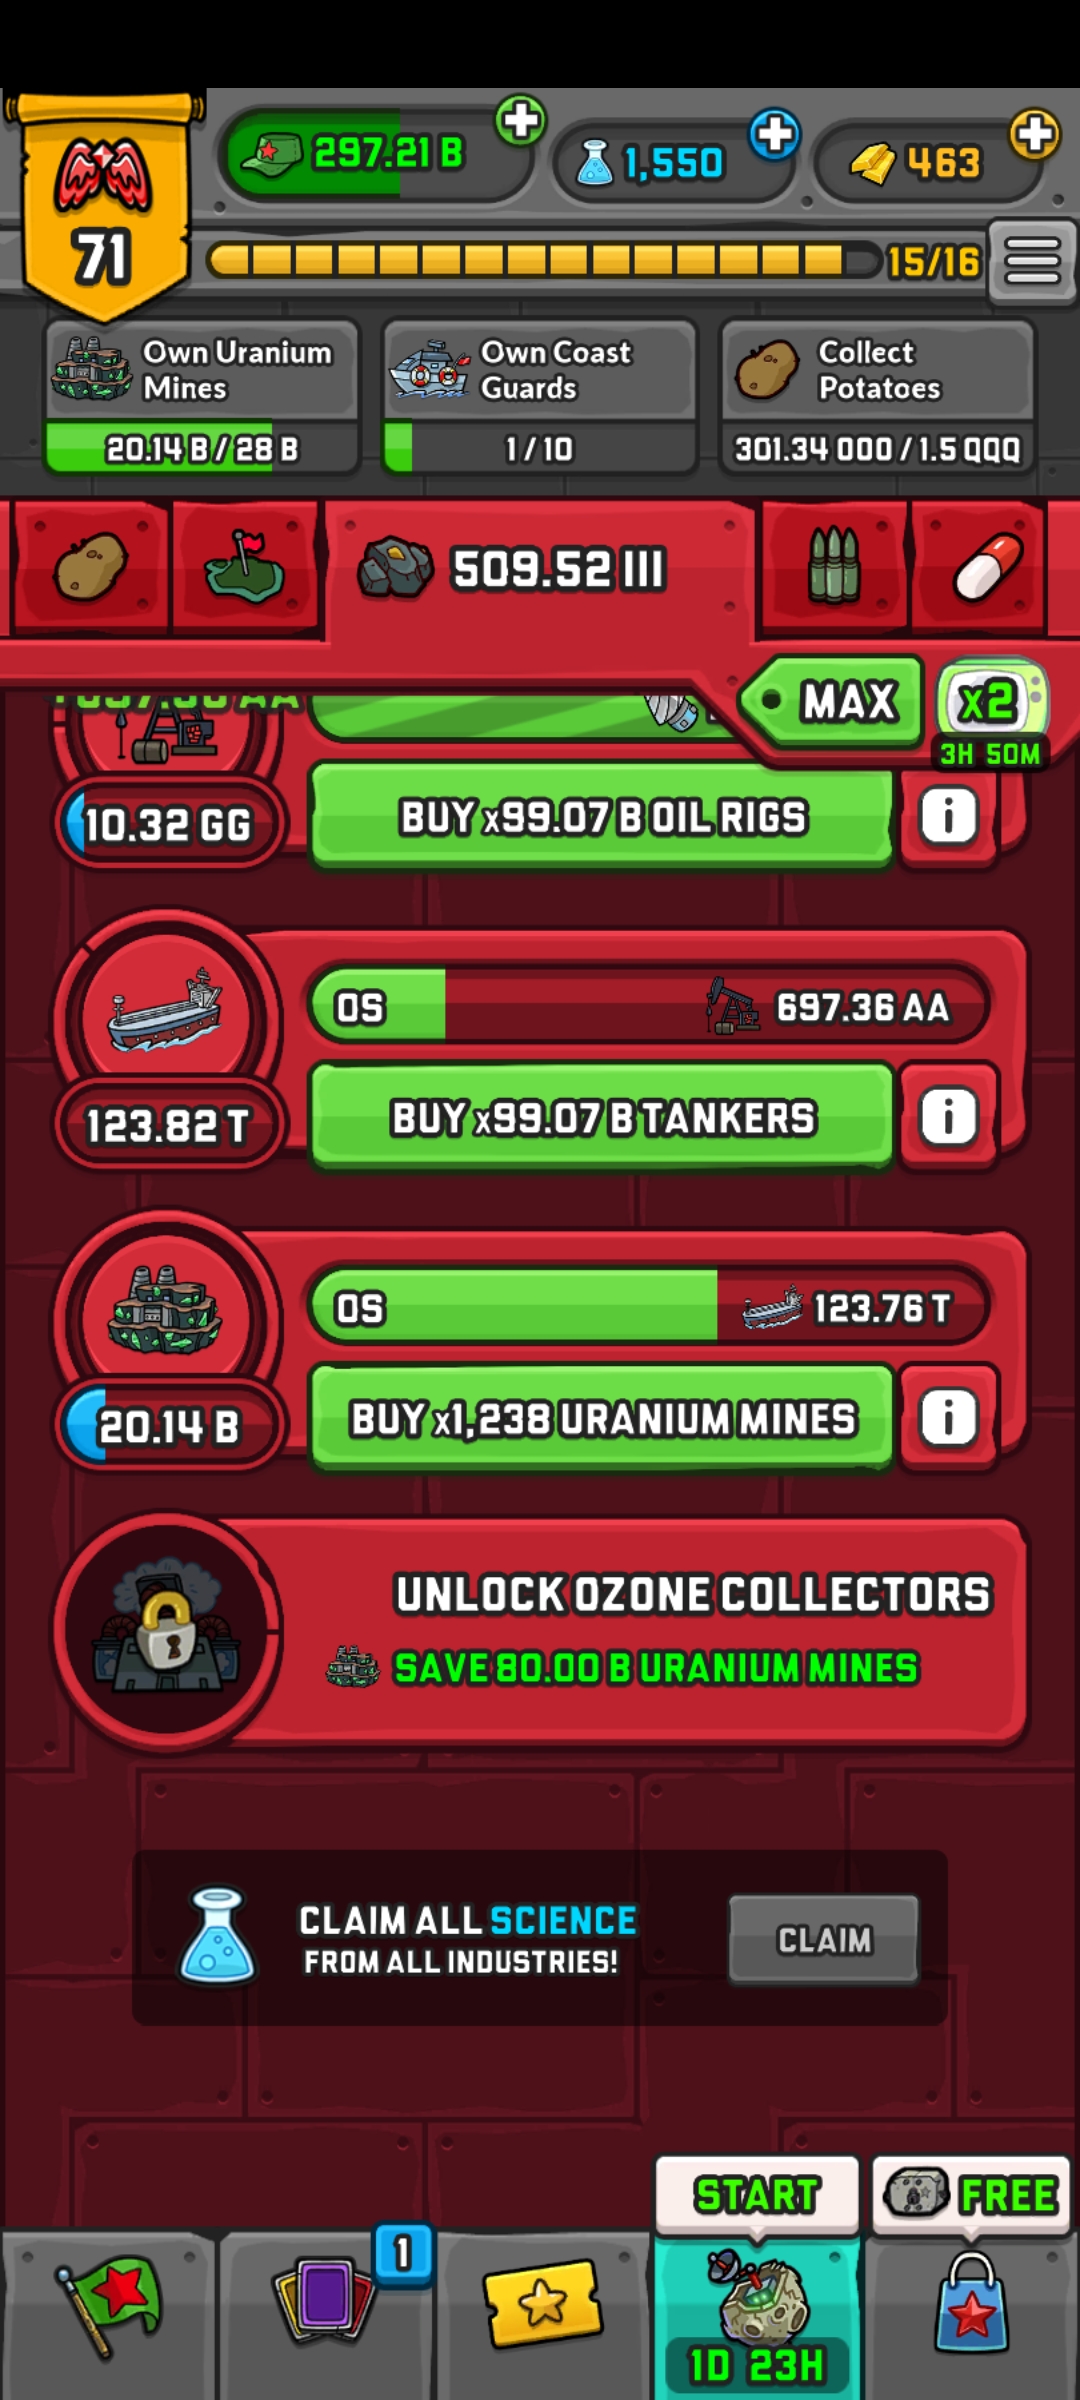 297.21 B
1,550
463
71
15/16
Own Uranium
Mines
20.14 B / 28 B
Own Coast
Guards
1 / 10
Collect
Potatoes
301.34 OOO / 1.5 QQQ
509.52 III
MAX
x2
3H 50M
10.32 GG
BUY x99.07 B OIL RIGS
i
0S
697.36 AA
123.82 T
BUY x99.07 B TANKERS
i
0S
123.76 T
20.14 B
BUY x1,238 URANIUM MINES
i
UNLOCK OZONE COLLECTORS
SAVE 80.00 B URANIUM MINES
CLAIM ALL SCIENCE
FROM ALL INDUSTRIES!
CLAIM
START
FREE
1
1D 23H